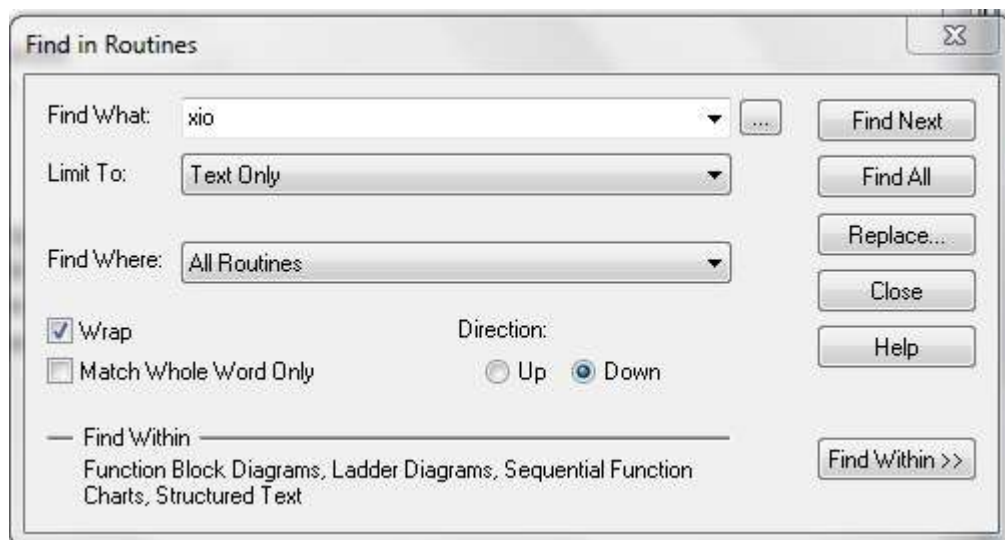 Find in Routines
Find What: xio ... Find Next
Limit To: Text Only Find All
Replace...
Find Where: All Routines
Close
Wrap Direction: Help
Match Whole Word Only Up Down
Find Within
Function Block Diagrams, Ladder Diagrams, Sequential Function
Charts, Structured Text
Find Within >>